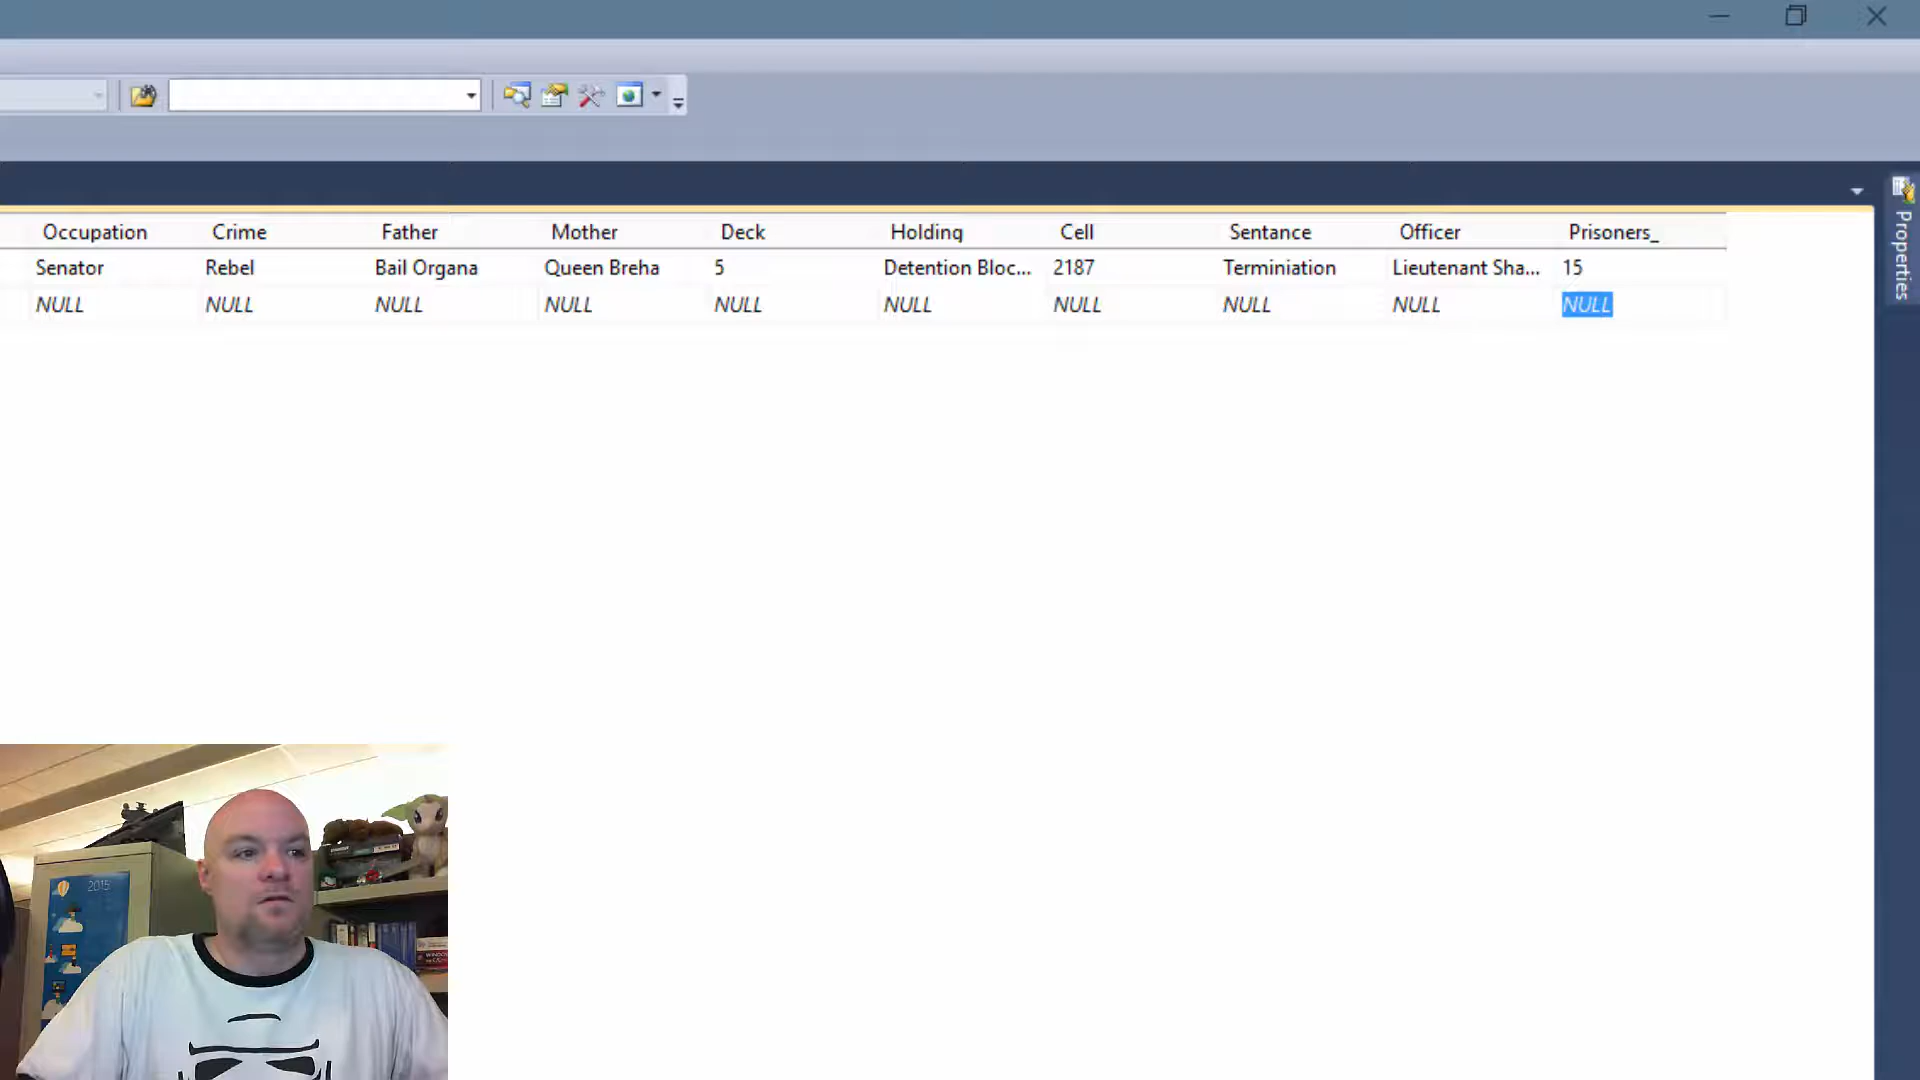 Occupation Crime Father Mother Deck Holding Cell Sentance Officer Prisoners_
Senator Rebel Bail Organa Queen Breha 5 Detention Bloc... 2187 Terminiation Lieutenant Sha... 15
NULL NULL NULL NULL NULL NULL NULL NULL NULL NULL
Properties
2015